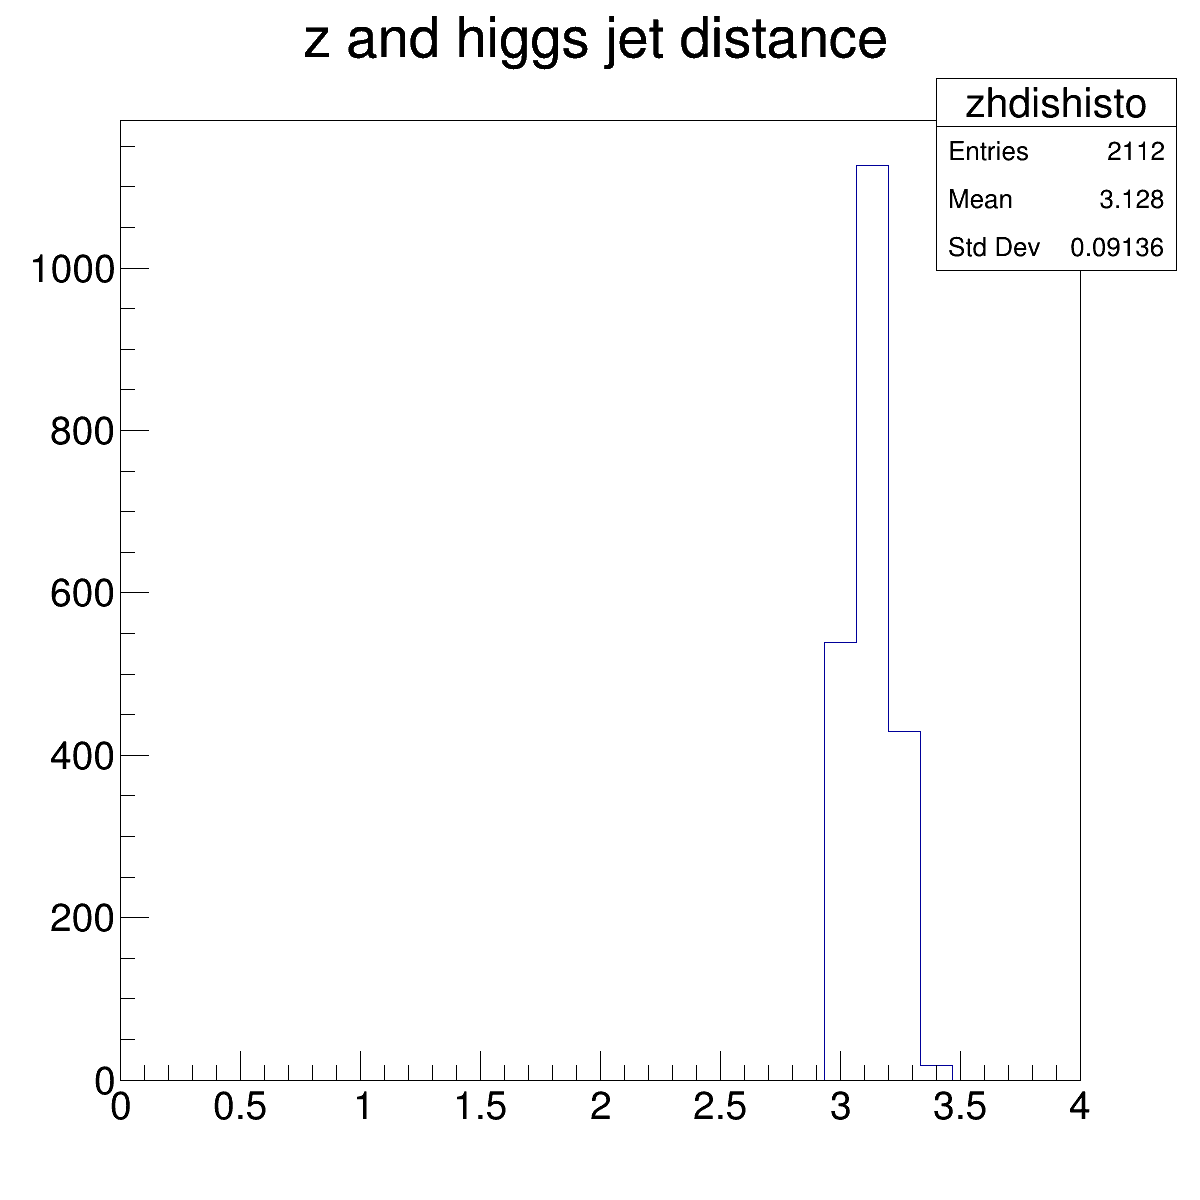 z and higgs jet distance
zhdishisto
Entries 2112
Mean 3.128
Std Dev 0.09136
1000
800
600
400
200
0
0 0.5 1 1.5 2 2.5 3 3.5 4